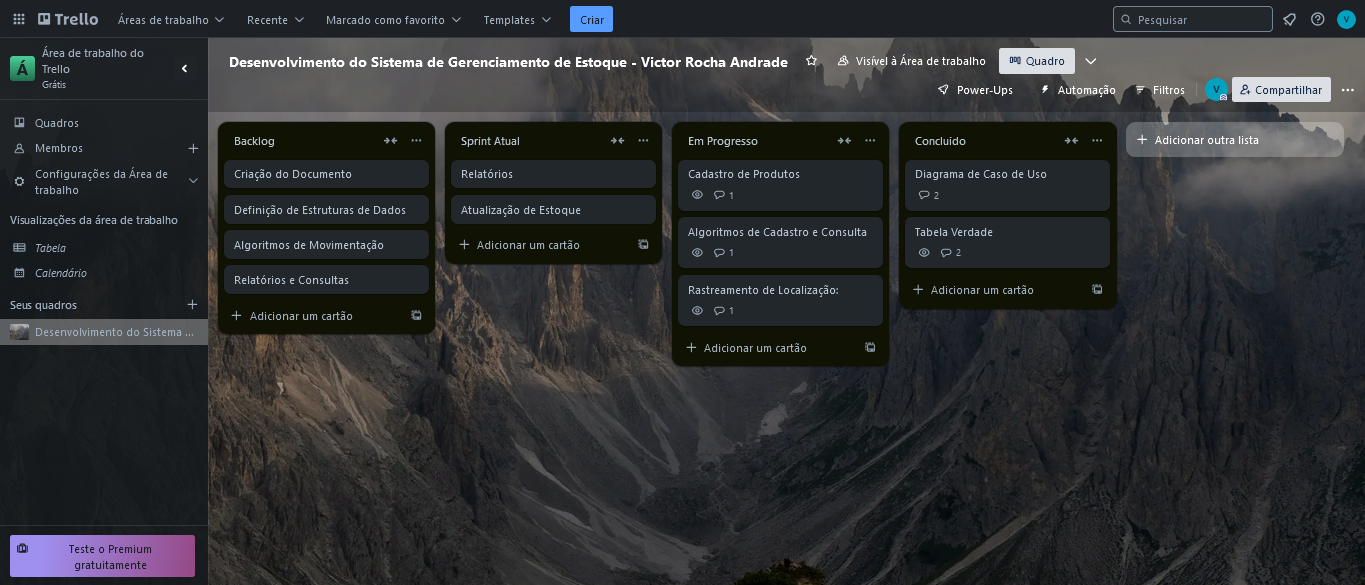 Trello
Áreas de trabalho
Recente
Marcado como favorito
Templates
Criar
Pesquisar
V
Á
Área de trabalho do
Trello
Grátis
Quadros
Membros
Configurações da Área de
trabalho
Visualizações da área de trabalho
Tabela
Calendário
Seus quadros
Desenvolvimento do Sistema ...
Teste o Premium
gratuitamente
Desenvolvimento do Sistema de Gerenciamento de Estoque - Victor Rocha Andrade
Visível à Área de trabalho
Quadro
Power-Ups
Automação
Filtros
V
Compartilhar
Backlog
Criação do Documento
Definição de Estruturas de Dados
Algoritmos de Movimentação
Relatórios e Consultas
Adicionar um cartão
Sprint Atual
Relatórios
Atualização de Estoque
Adicionar um cartão
Em Progresso
Cadastro de Produtos
1
Algoritmos de Cadastro e Consulta
1
Rastreamento de Localização:
1
Adicionar um cartão
Concluído
Diagrama de Caso de Uso
2
Tabela Verdade
2
Adicionar um cartão
Adicionar outra lista